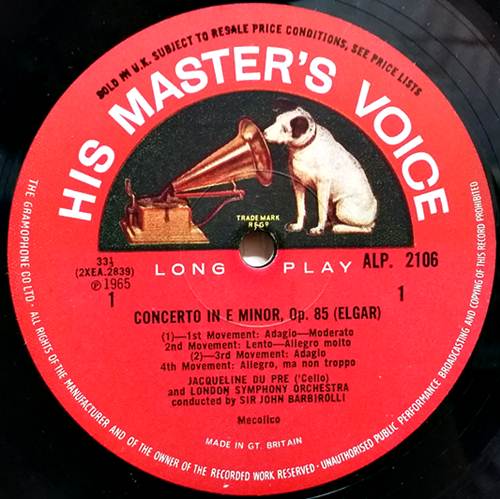 SOLD IN U.K. SUBJECT TO RESALE PRICE CONDITIONS, SEE PRICE LISTS
HIS MASTER'S VOICE
TRADE MARK
REGD
LONG PLAY
ALP. 2106
33⅓
(2XEA.2839)
℗1965
1
1
CONCERTO IN E MINOR, Op. 85 (ELGAR)
(1)—1st Movement: Adagio—Moderato
2nd Movement: Lento—Allegro molto
(2)—3rd Movement: Adagio
4th Movement: Allegro, ma non troppo
JACQUELINE DU PRE ('Cello)
and LONDON SYMPHONY ORCHESTRA
conducted by SIR JOHN BARBIROLLI
Mecolico
MADE IN GT. BRITAIN
THE GRAMOPHONE CO LTD · ALL RIGHTS OF THE MANUFACTURER AND OF THE OWNER OF THE RECORDED WORK RESERVED · UNAUTHORISED PUBLIC PERFORMANCE BROADCASTING AND COPYING OF THIS RECORD PROHIBITED